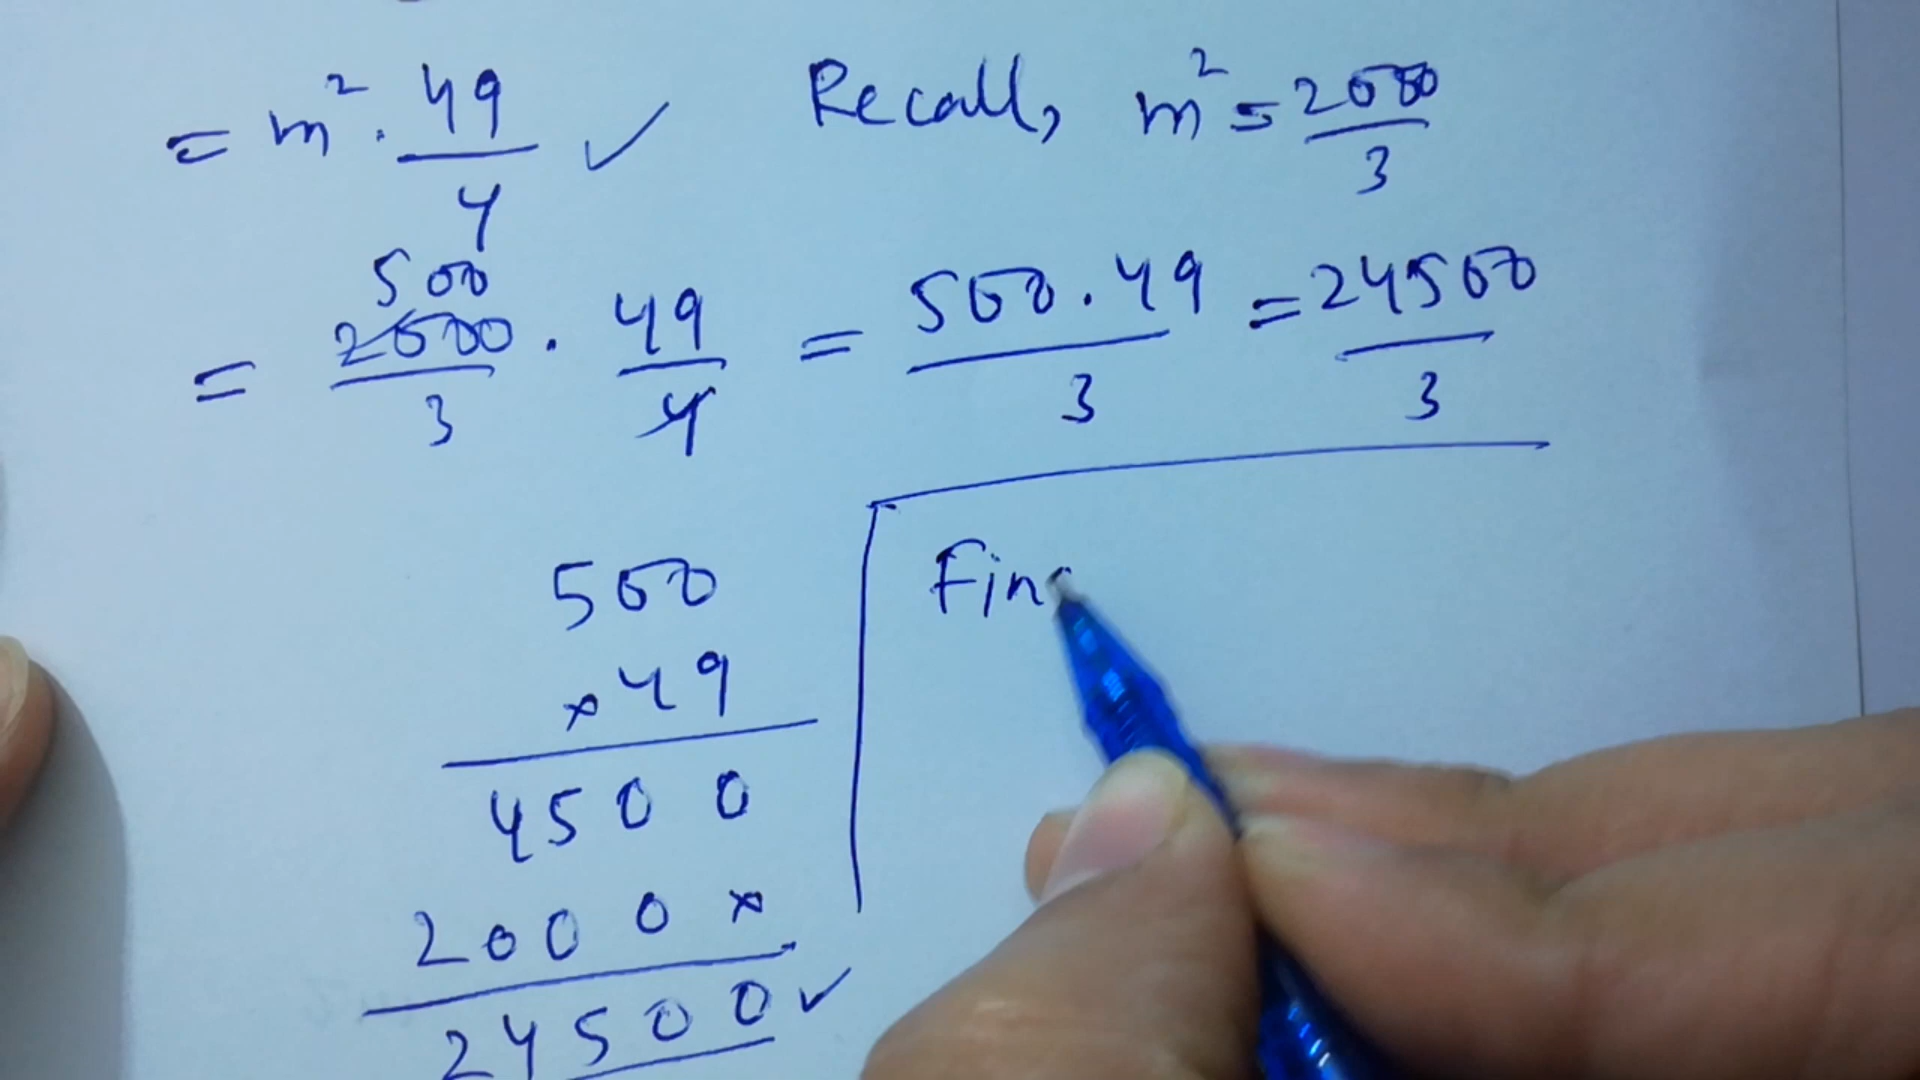 = m² · 49/4 ✓ Recall, m² = 2000/3
= 2000/3 · 49/4 = 500·49/3 = 24500/3
500
500
× 49
4500
2000×
24500 ✓
Fin